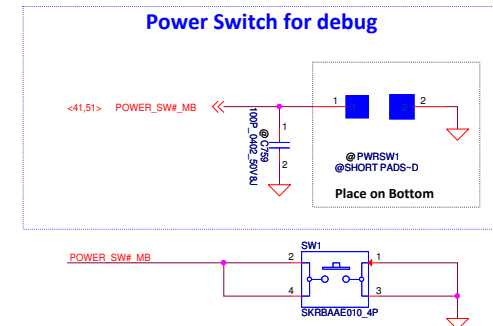 Power Switch for debug
<41,51> POWER_SW#_MB
1
2
1
2
100P_0402_50V8J
@C759
@PWRSW1
@SHORT PADS~D
Place on Bottom
SW1
POWER_SW#_MB
2
1
4
3
SKRBAAE010_4P